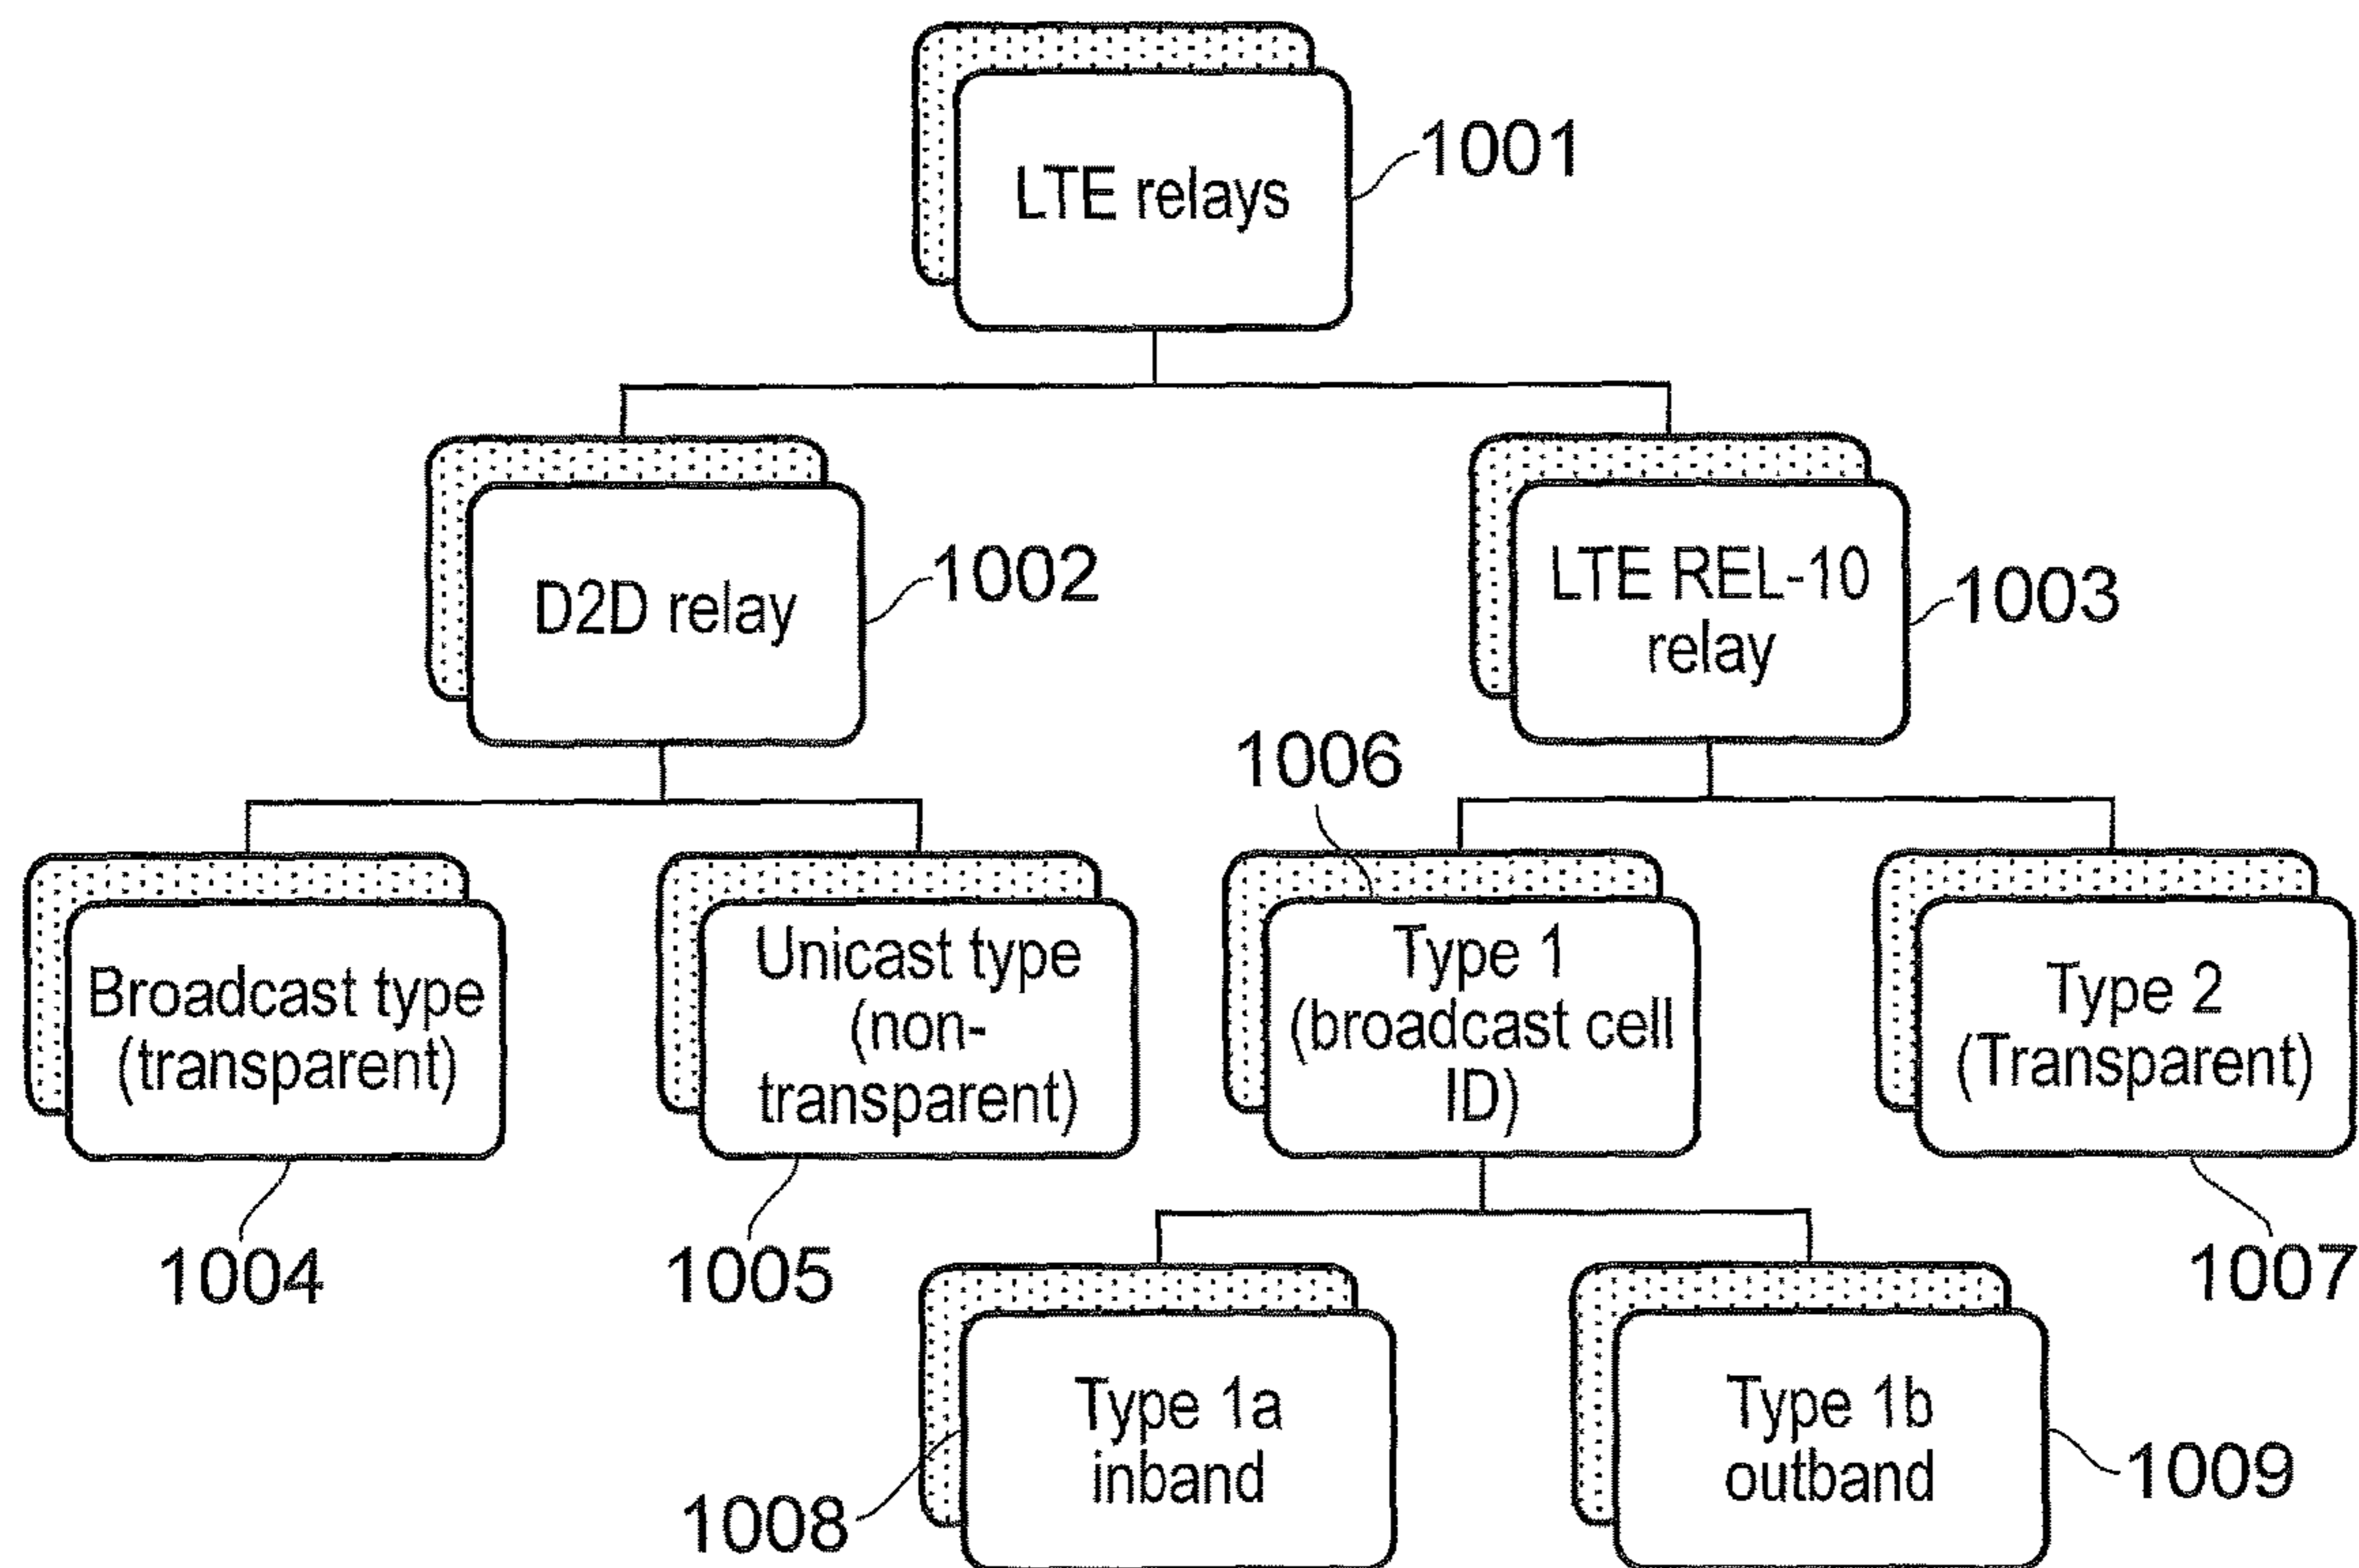 LTE relays
1001
D2D relay
1002
LTE REL-10
relay
1003
1006
Broadcast type
(transparent)
Unicast type
(non-
transparent)
Type 1
(broadcast cell
ID)
Type 2
(Transparent)
1004
1005
1007
Type 1a
inband
Type 1b
outband
1008
1009